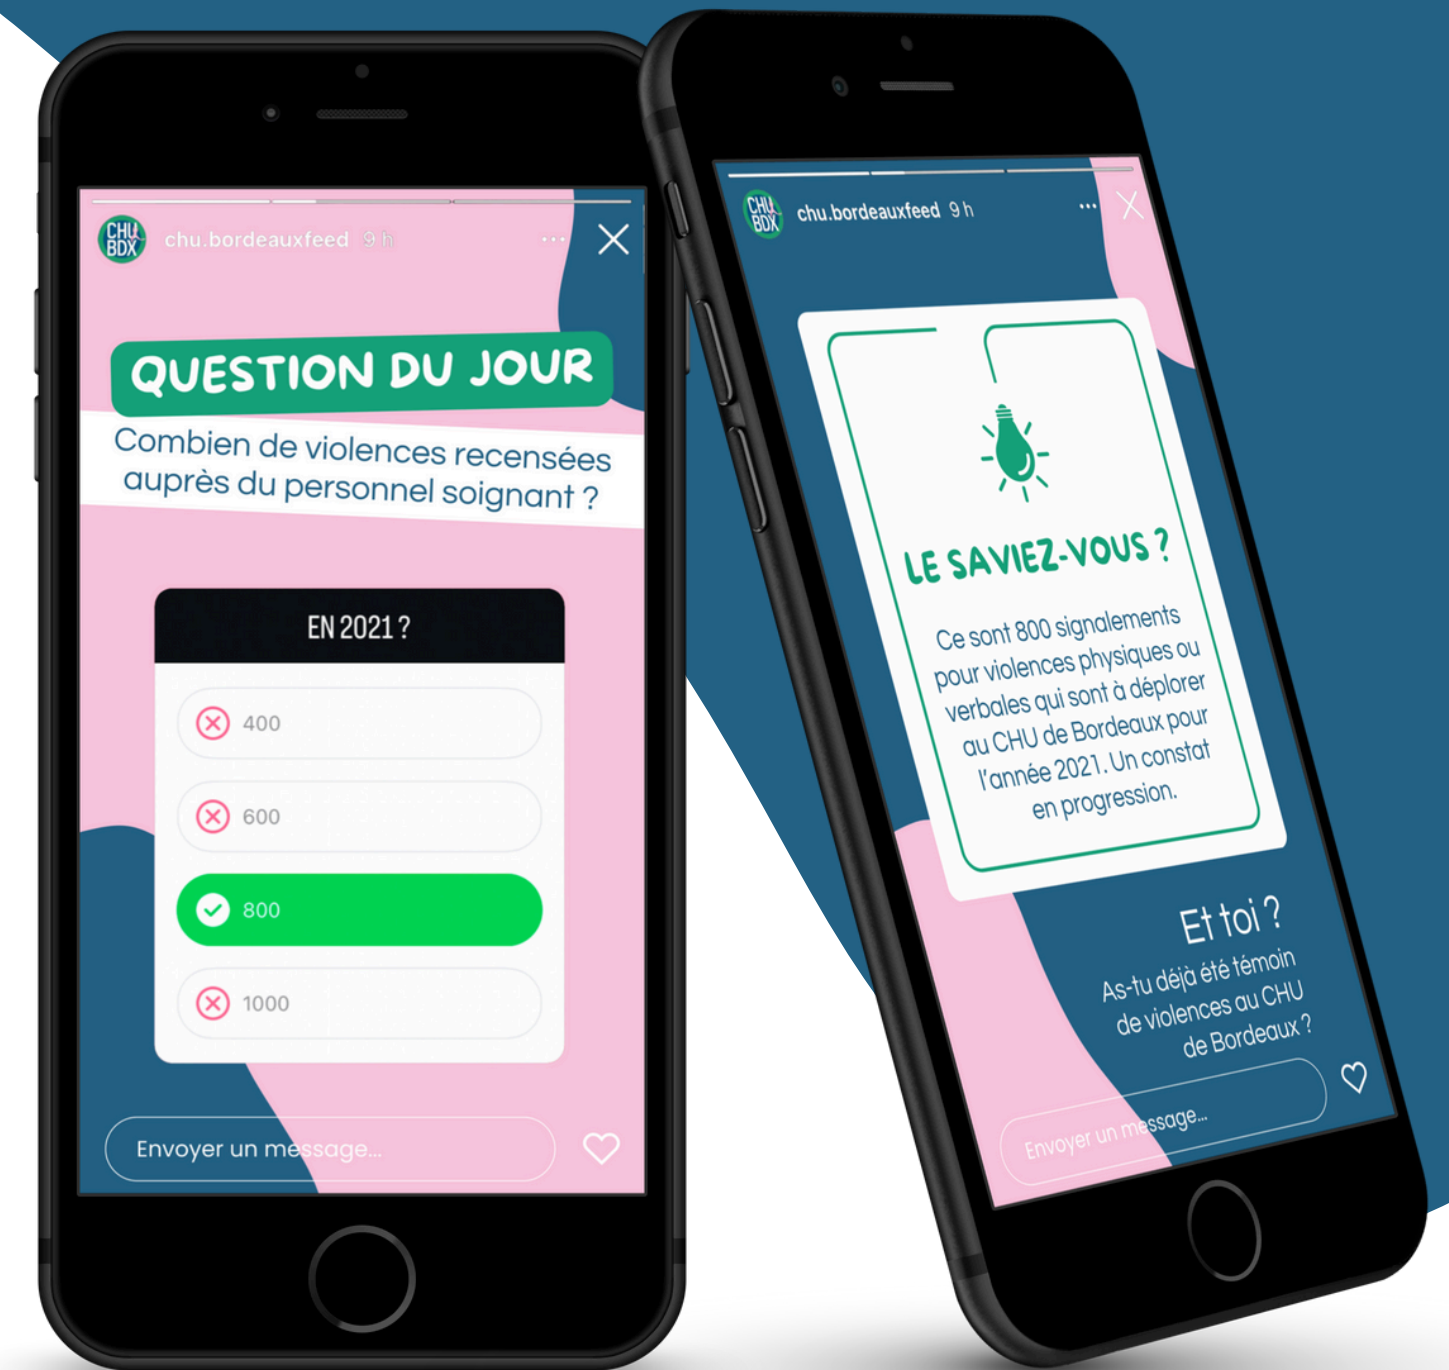 CHU
BDX
chu.bordeauxfeed 9 h
QUESTION DU JOUR
Combien de violences recensées
auprès du personnel soignant ?
EN 2021 ?
400
600
800
1000
Envoyer un message...
CHU
BDX
chu.bordeauxfeed 9 h
LE SAVIEZ-VOUS ?
Ce sont 800 signalements
pour violences physiques ou
verbales qui sont à déplorer
au CHU de Bordeaux pour
l'année 2021. Un constat
en progression.
Et toi ?
As-tu déjà été témoin
de violences au CHU
de Bordeaux ?
Envoyer un message...